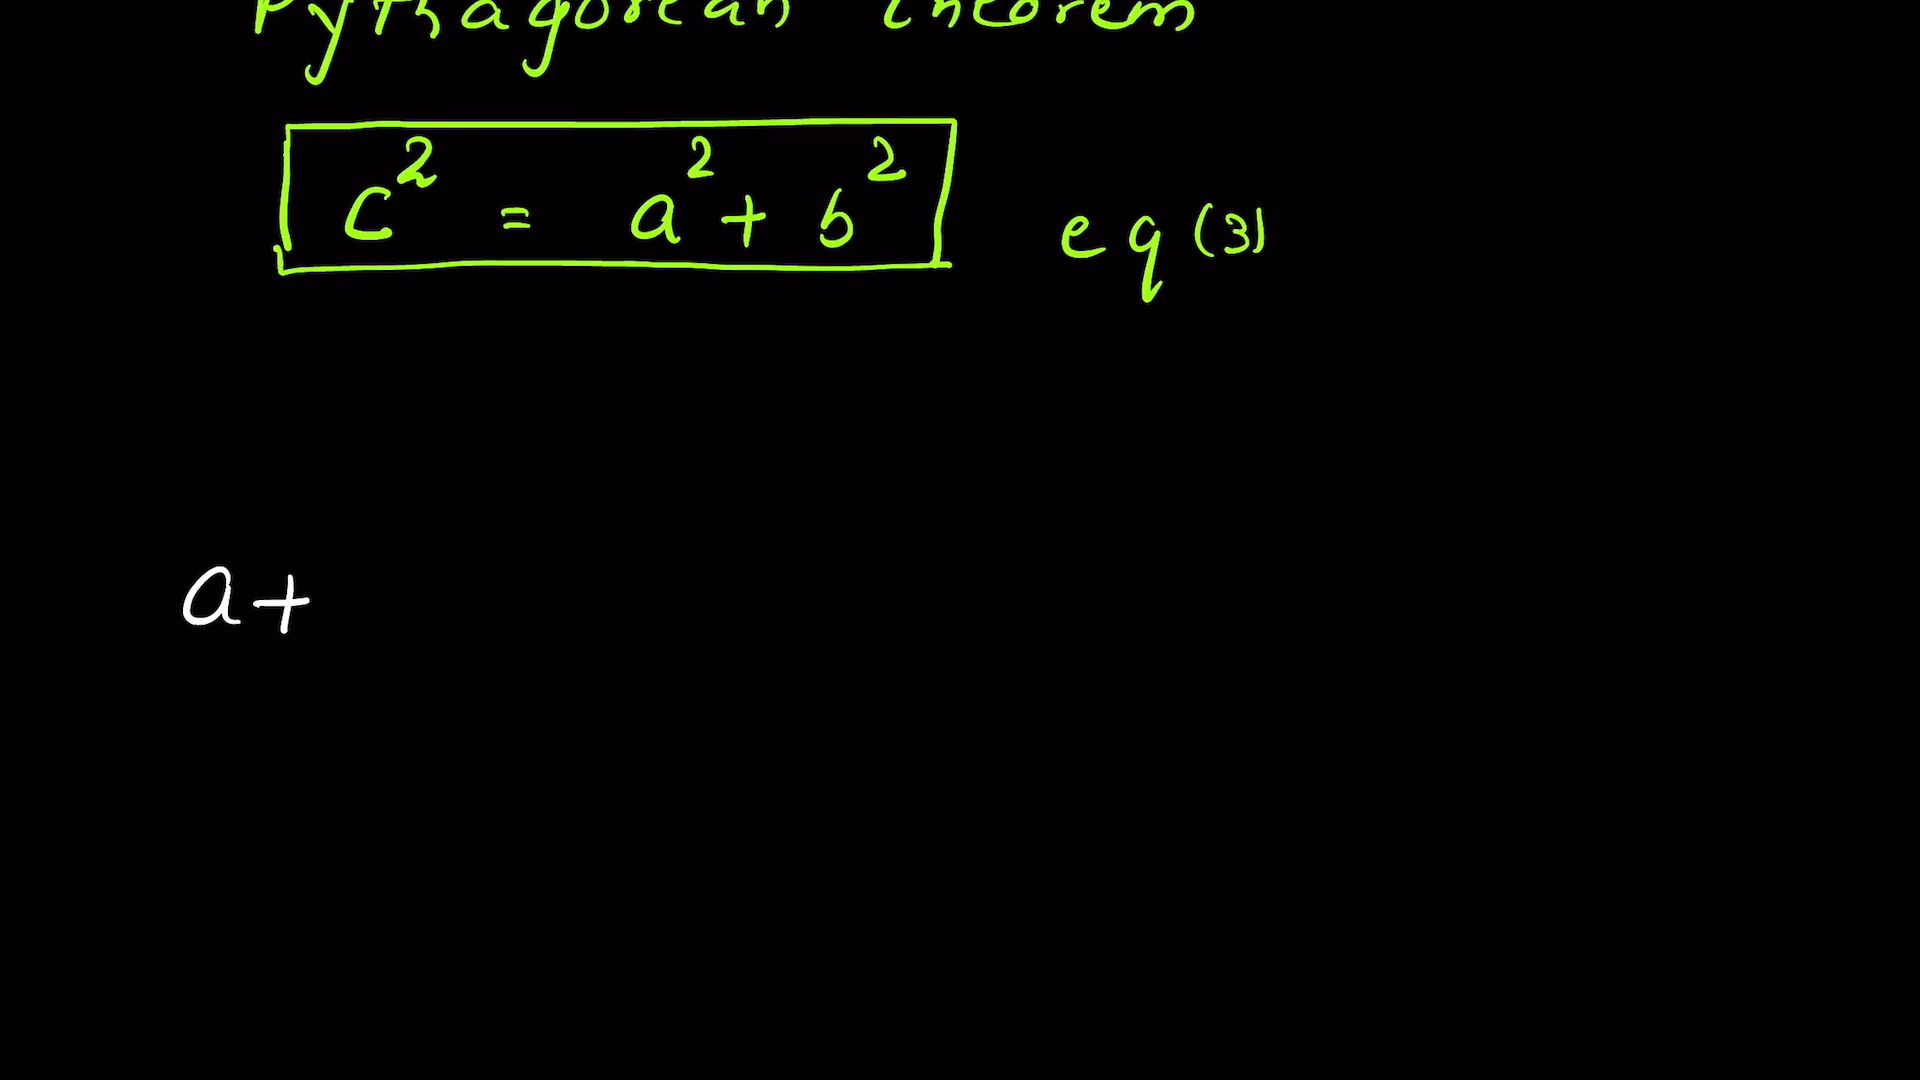 Pythagorean Theorem
c² = a² + b² eq (3)
a +